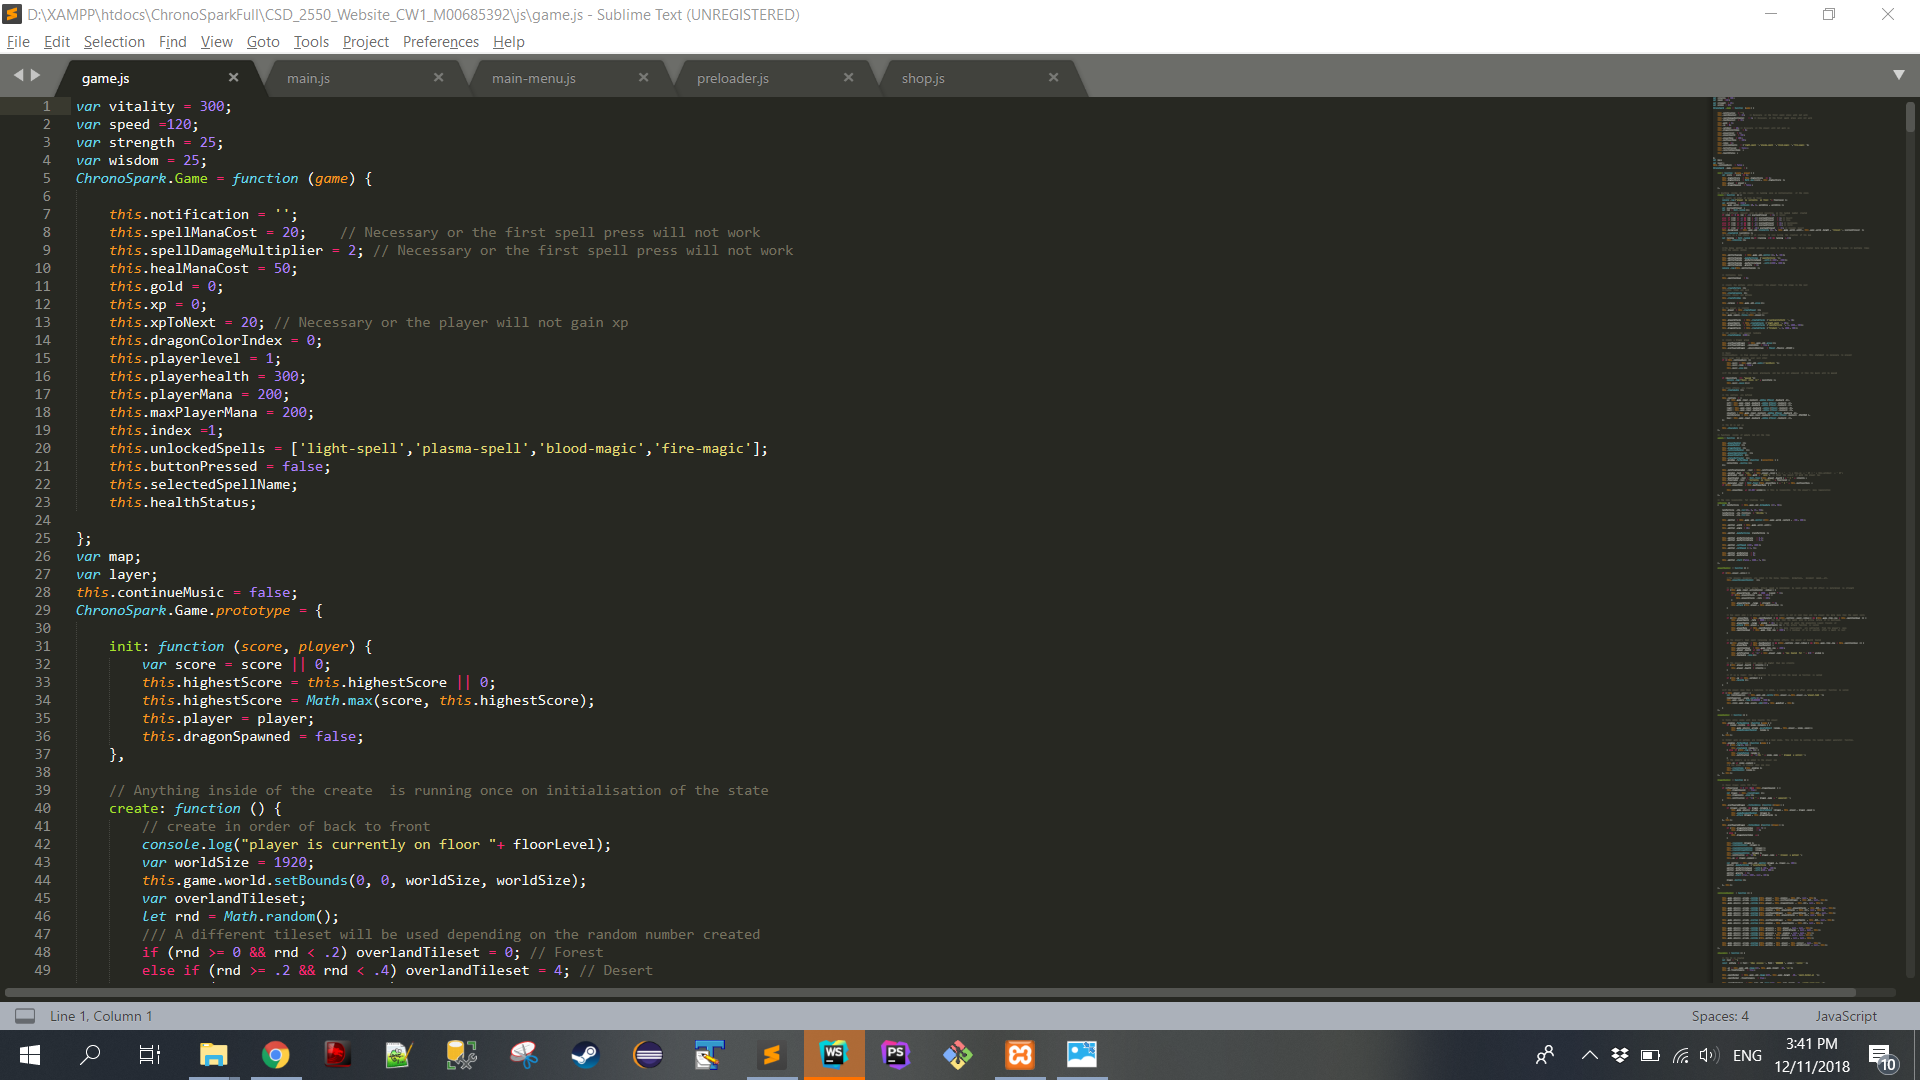 D:\XAMPP\htdocs\ChronoSparkFull\CSD_2550_Website_CW1_M00685392\js\game.js - Sublime Text (UNREGISTERED)
File Edit Selection Find View Goto Tools Project Preferences Help
game.js main.js main-menu.js preloader.js shop.js
1 var vitality = 300;
2 var speed =120;
3 var strength = 25;
4 var wisdom = 25;
5 ChronoSpark.Game = function (game) {
6
7 this.notification = '';
8 this.spellManaCost = 20; // Necessary or the first spell press will not work
9 this.spellDamageMultiplier = 2; // Necessary or the first spell press will not work
10 this.healManaCost = 50;
11 this.gold = 0;
12 this.xp = 0;
13 this.xpToNext = 20; // Necessary or the player will not gain xp
14 this.dragonColorIndex = 0;
15 this.playerlevel = 1;
16 this.playerhealth = 300;
17 this.playerMana = 200;
18 this.maxPlayerMana = 200;
19 this.index =1;
20 this.unlockedSpells = ['light-spell','plasma-spell','blood-magic','fire-magic'];
21 this.buttonPressed = false;
22 this.selectedSpellName;
23 this.healthStatus;
24
25 };
26 var map;
27 var layer;
28 this.continueMusic = false;
29 ChronoSpark.Game.prototype = {
30
31 init: function (score, player) {
32 var score = score || 0;
33 this.highestScore = this.highestScore || 0;
34 this.highestScore = Math.max(score, this.highestScore);
35 this.player = player;
36 this.dragonSpawned = false;
37 },
38
39 // Anything inside of the create  is running once on initialisation of the state
40 create: function () {
41 // create in order of back to front
42 console.log("player is currently on floor "+ floorLevel);
43 var worldSize = 1920;
44 this.game.world.setBounds(0, 0, worldSize, worldSize);
45 var overlandTileset;
46 let rnd = Math.random();
47 /// A different tileset will be used depending on the random number created
48 if (rnd >= 0 && rnd < .2) overlandTileset = 0; // Forest
49 else if (rnd >= .2 && rnd < .4) overlandTileset = 4; // Desert
Line 1, Column 1 Spaces: 4 JavaScript
WS PS ENG 3:41 PM
12/11/2018 10